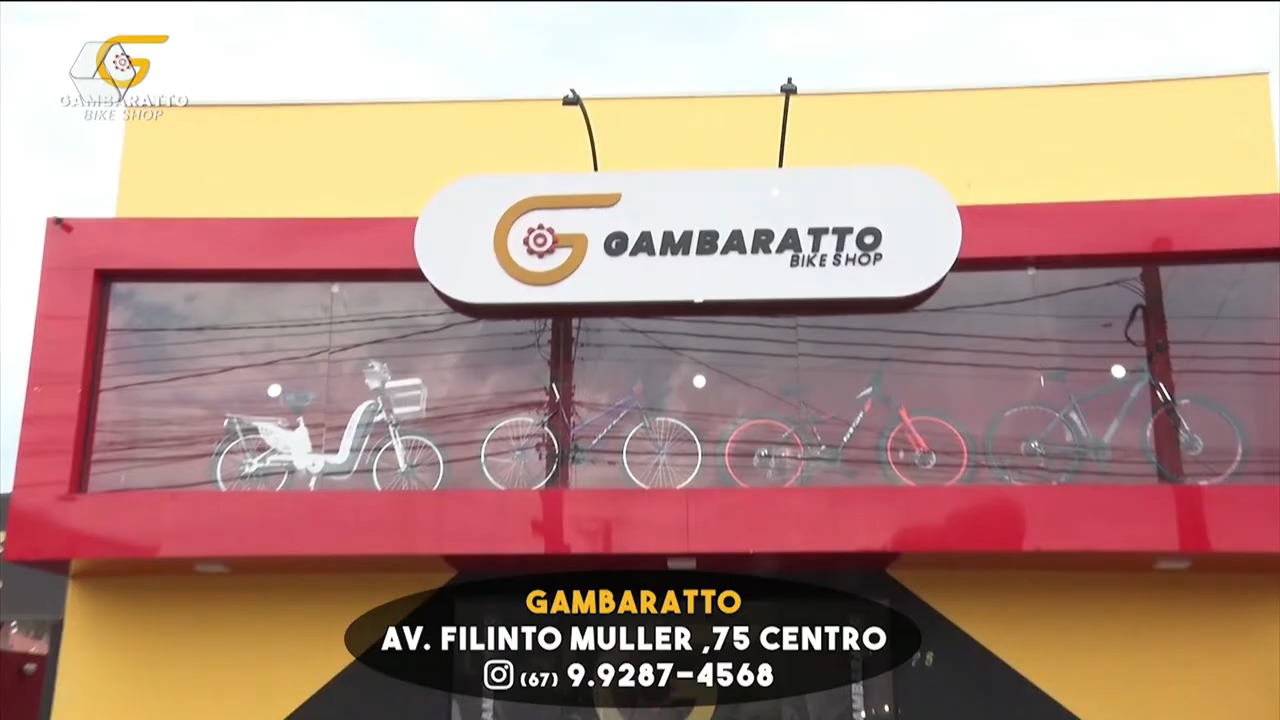 GAMBARATTO
BIKE SHOP
GAMBARATTO
BIKE SHOP
GAMBARATTO
AV. FILINTO MULLER ,75 CENTRO
(67) 9.9287-4568